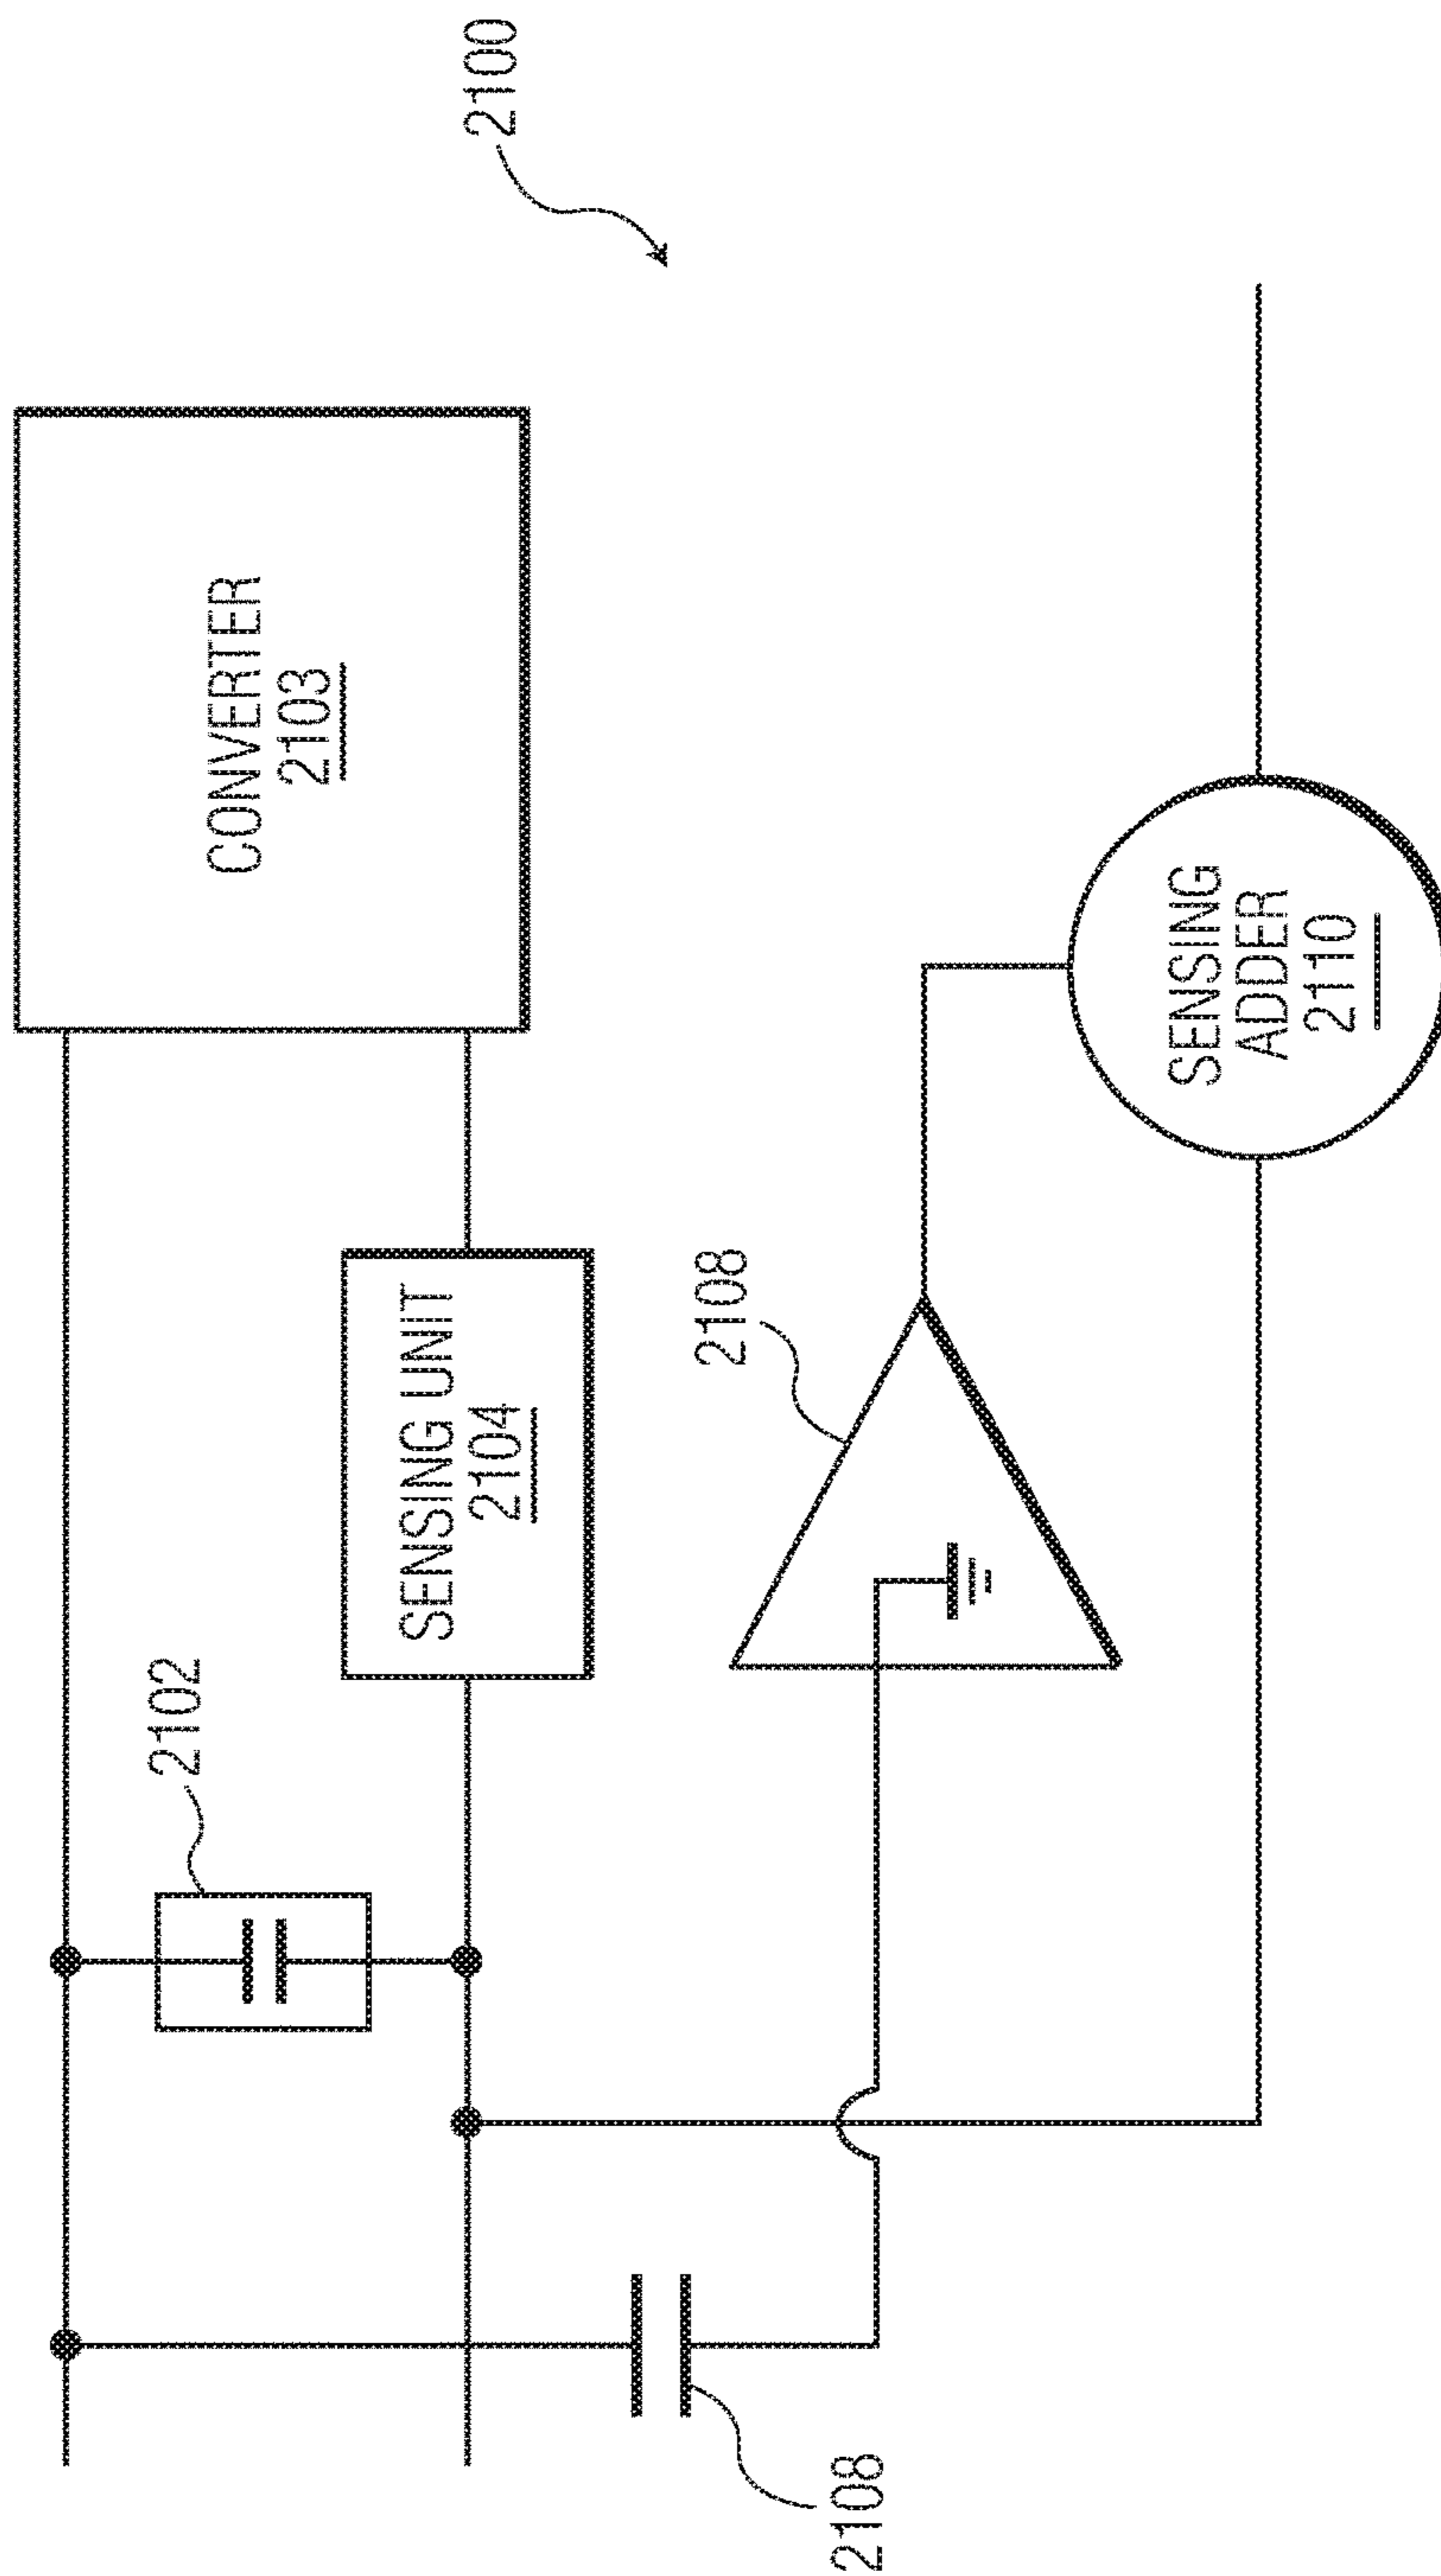 2100
CONVERTER
2103
2102
SENSING UNIT
2104
2108
2108
SENSING
ADDER
2110